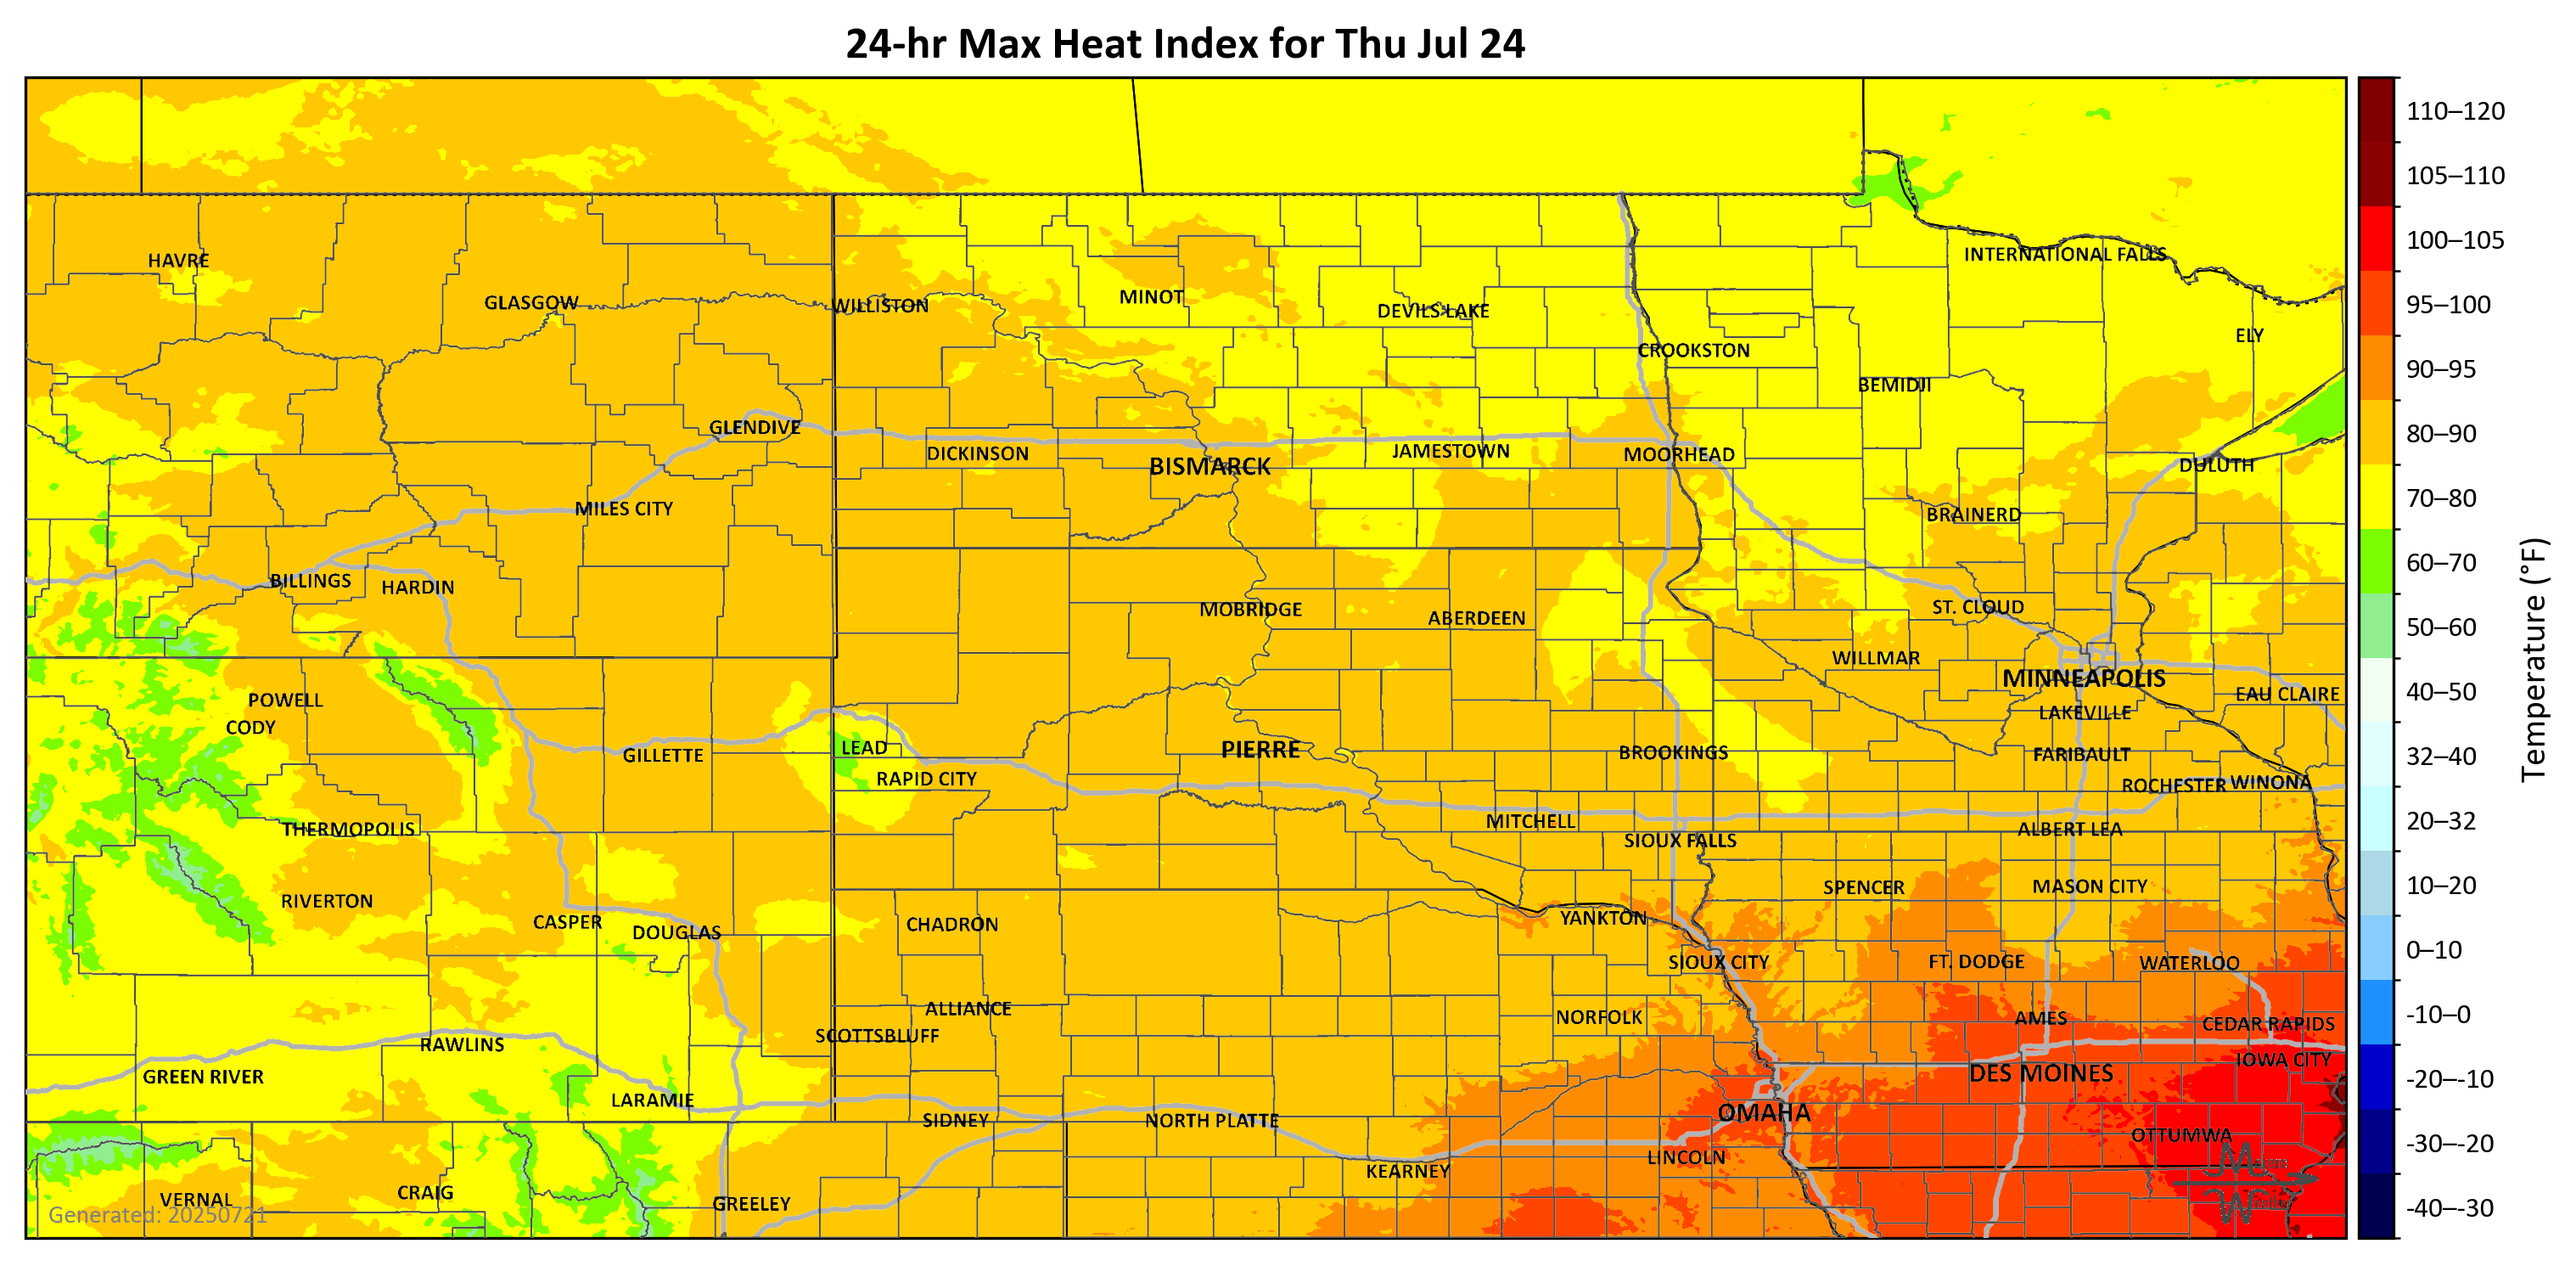 24-hr Max Heat Index for Thu Jul 24
110–120
105–110
100–105
95–100
90–95
80–90
70–80
60–70
50–60
40–50
32–40
20–32
10–20
0–10
-10–0
-20–-10
-30–-20
-40–-30
Temperature (°F)
HAVRE
INTERNATIONAL FALLS
GLASGOW
WILLISTON
MINOT
DEVILS LAKE
ELY
CROOKSTON
BEMIDJI
GLENDIVE
DICKINSON
BISMARCK
JAMESTOWN
MOORHEAD
DULUTH
MILES CITY
BRAINERD
BILLINGS
HARDIN
MOBRIDGE
ABERDEEN
ST. CLOUD
WILLMAR
MINNEAPOLIS
EAU CLAIRE
POWELL
CODY
LAKEVILLE
GILLETTE
LEAD
PIERRE
BROOKINGS
FARIBAULT
RAPID CITY
ROCHESTER
WINONA
THERMOPOLIS
MITCHELL
SIOUX FALLS
ALBERT LEA
RIVERTON
SPENCER
MASON CITY
CASPER
DOUGLAS
CHADRON
YANKTON
SIOUX CITY
FT. DODGE
WATERLOO
ALLIANCE
NORFOLK
AMES
CEDAR RAPIDS
SCOTTSBLUFF
RAWLINS
IOWA CITY
GREEN RIVER
DES MOINES
LARAMIE
OMAHA
SIDNEY
NORTH PLATTE
OTTUMWA
LINCOLN
KEARNEY
VERNAL
CRAIG
GREELEY
Generated: 20250721